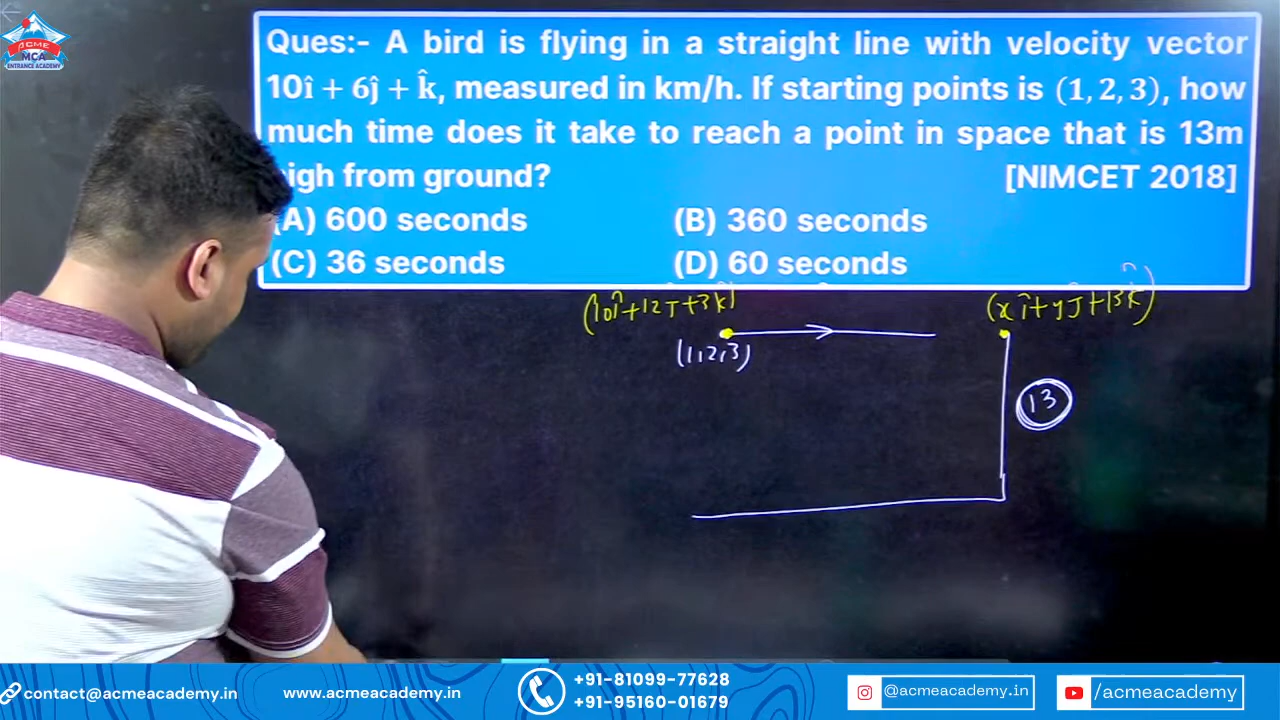 ACME
MCA
ENTRANCE ACADEMY
Ques:- A bird is flying in a straight line with velocity vector
10î + 6ĵ + k̂, measured in km/h. If starting points is (1, 2, 3), how
much time does it take to reach a point in space that is 13m
igh from ground? [NIMCET 2018]
(A) 600 seconds (B) 360 seconds
(C) 36 seconds (D) 60 seconds
(10î+12J+3k̂) (xî+yJ+13k̂)
(1,2,3)
13
contact@acmeacademy.in www.acmeacademy.in +91-81099-77628
+91-95160-01679
@acmeacademy.in /acmeacademy